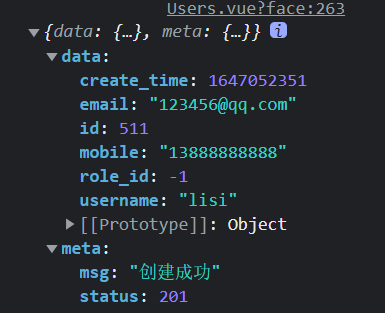 Users.vue?face:263
{data: {…}, meta: {…}} i
data:
create_time: 1647052351
email: "123456@qq.com"
id: 511
mobile: "13888888888"
role_id: -1
username: "lisi"
[[Prototype]]: Object
meta:
msg: "创建成功"
status: 201